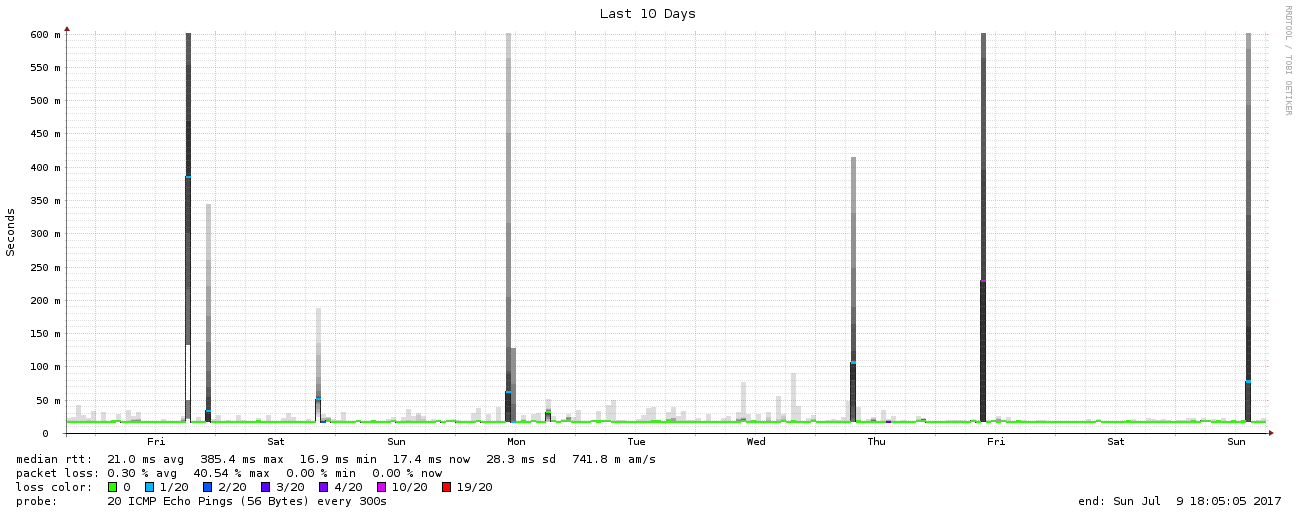 Last 10 Days
RRDTOOL / TOBI OETIKER
Seconds
600 m
550 m
500 m
450 m
400 m
350 m
300 m
250 m
200 m
150 m
100 m
50 m
0
Fri Sat Sun Mon Tue Wed Thu Fri Sat Sun
median rtt: 21.0 ms avg 385.4 ms max 16.9 ms min 17.4 ms now 28.3 ms sd 741.8 m am/s
packet loss: 0.30 % avg 40.54 % max 0.00 % min 0.00 % now
loss color: 0 1/20 2/20 3/20 4/20 10/20 19/20
probe: 20 ICMP Echo Pings (56 Bytes) every 300s end: Sun Jul 9 18:05:05 2017